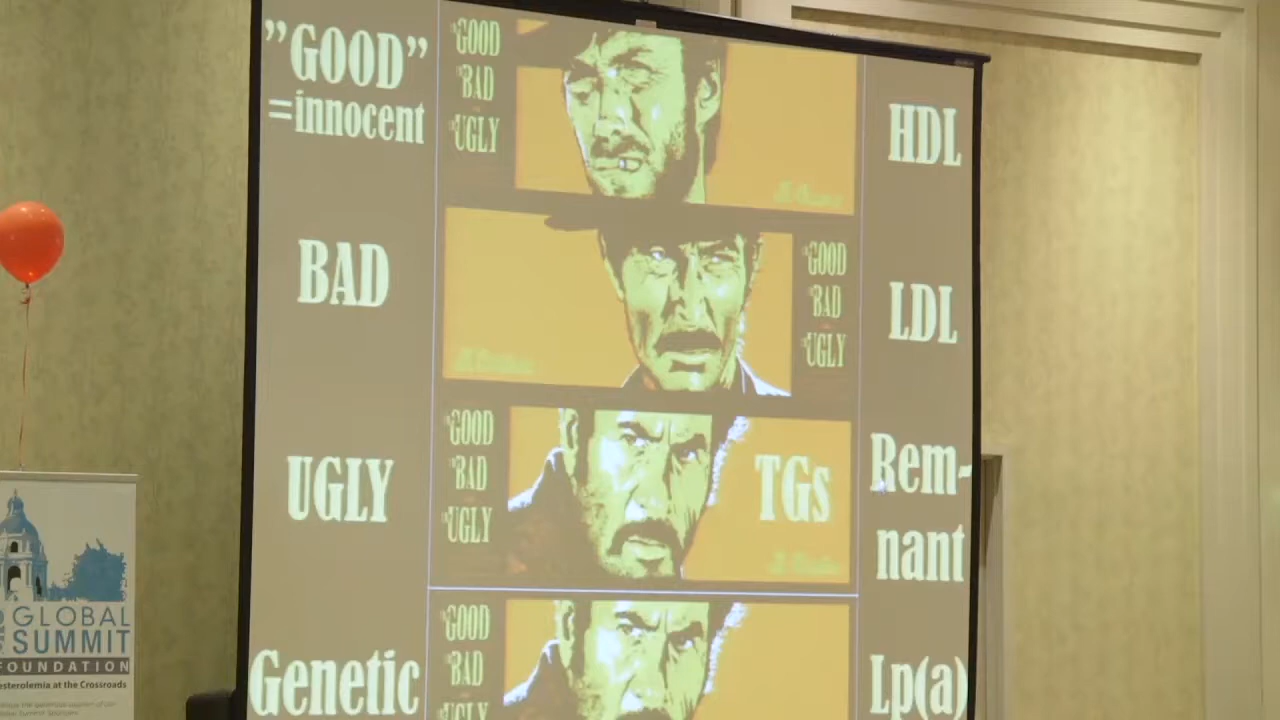 ”GOOD”
=innocent
GOOD
BAD
UGLY
HDL
BAD
GOOD
BAD
UGLY
LDL
UGLY
GOOD
BAD
UGLY
TGs
Rem-
nant
Genetic
GOOD
BAD
UGLY
Lp(a)
GLOBAL
SUMMIT
FOUNDATION
esterolemia at the Crossroads